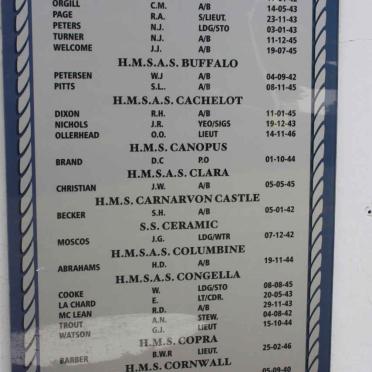 ORGILL C.M. A/B
PAGE R.A. S/LIEUT. 14-05-43
PETERS N.J. LDG/STO 23-11-43
TURNER N.J. A/B 03-01-43
WELCOME J.J. A/B 11-12-45
19-07-45
H.M.S.A.S. BUFFALO
PETERSEN W.J A/B 04-09-42
PITTS S.L. A/B 08-11-45
H.M.S.A.S. CACHELOT
DIXON R.H. A/B 11-01-45
NICHOLS J.R. YEO/SIGS 19-12-43
OLLERHEAD O.O. LIEUT 14-11-46
H.M.S. CANOPUS
BRAND D.C P.O 01-10-44
H.M.S.A.S. CLARA
CHRISTIAN J.W. A/B 05-05-45
H.M.S. CARNARVON CASTLE
BECKER S.H. A/B 05-01-42
S.S. CERAMIC
MOSCOS J.G. LDG/WTR 07-12-42
H.M.S.A.S. COLUMBINE
ABRAHAMS H.D. A/B 19-11-44
H.M.S.A.S. CONGELLA
COOKE W. LDG/STO 08-08-45
LA CHARD E. LT/CDR. 20-05-43
MC LEAN R.D. A/B 29-11-43
TROUT A.N. STEW. 04-08-42
WATSON G.J. LIEUT 15-10-44
H.M.S. COPRA
BARBER B.W.R LIEUT. 25-02-46
H.M.S. CORNWALL
05-09-40